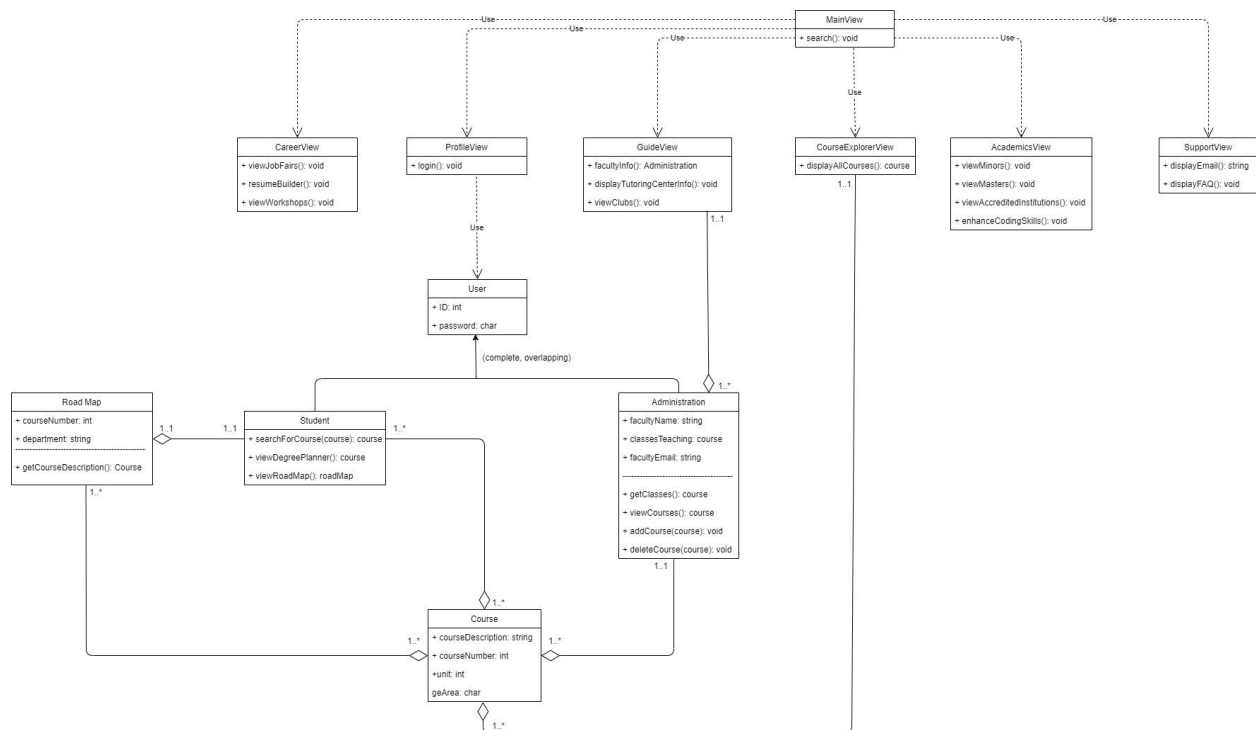 MainView
+ search(): void
Use
Use
Use
Use
Use
Use
CareerView
+ viewJobFairs(): void
+ resumeBuilder(): void
+ viewWorkshops(): void
ProfileView
+ login(): void
GuideView
+ facultyInfo(): Administration
+ displayTutoringCenterInfo(): void
+ viewClubs(): void
CourseExplorerView
+ displayAllCourses(): course
AcademicsView
+ viewMinors(): void
+ viewMasters(): void
+ viewAccreditedInstitutions(): void
+ enhanceCodingSkills(): void
SupportView
+ displayEmail(): string
+ displayFAQ(): void
1..1
1..1
Use
User
+ ID: int
+ password: char
(complete, overlapping)
1..*
Road Map
+ courseNumber: int
+ department: string
+ getCourseDescription(): Course
1..1
1..1
Student
+ searchForCourse(course): course
+ viewDegreePlanner(): course
+ viewRoadMap(): roadMap
1..*
Administration
+ facultyName: string
+ classesTeaching: course
+ facultyEmail: string
+ getClasses(): course
+ viewCourses(): course
+ addCourse(course): void
+ deleteCourse(course): void
1..*
1..1
1..*
Course
+ courseDescription: string
+ courseNumber: int
+unit: int
geArea: char
1..*
1..*
1..*